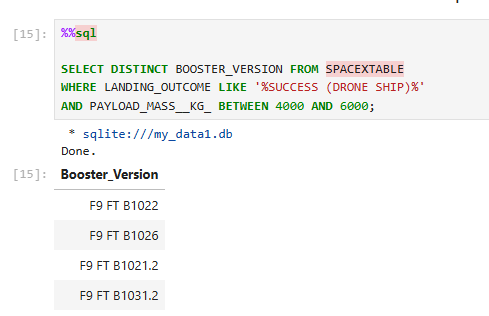 [15]: %%sql
SELECT DISTINCT BOOSTER_VERSION FROM SPACEXTABLE
WHERE LANDING_OUTCOME LIKE '%SUCCESS (DRONE SHIP)%'
AND PAYLOAD_MASS__KG_ BETWEEN 4000 AND 6000;
* sqlite:///my_data1.db
Done.
[15]: Booster_Version
F9 FT B1022
F9 FT B1026
F9 FT B1021.2
F9 FT B1031.2